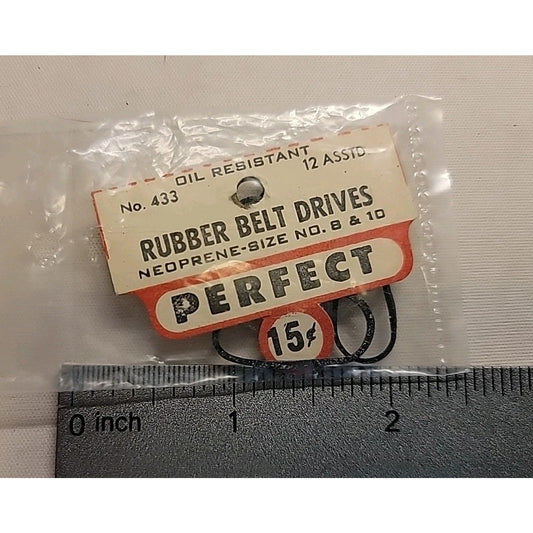 OIL RESISTANT
No. 433 12 ASSTD
RUBBER BELT DRIVES
NEOPRENE-SIZE NO. 8 & 10
PERFECT
15¢
0 inch 1 2